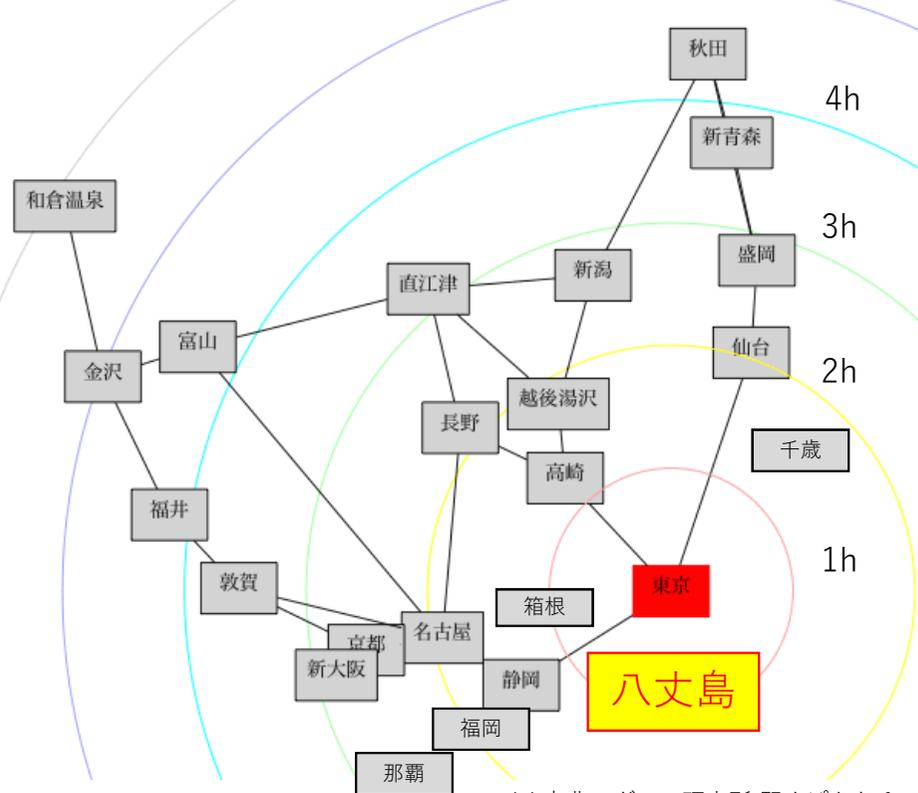 秋田
4h
新青森
和倉温泉
3h
盛岡
新潟
直江津
富山
仙台
2h
金沢
越後湯沢
長野
千歳
高崎
福井
1h
敦賀
東京
箱根
名古屋
京都
新大阪
静岡
八丈島
福岡
那覇